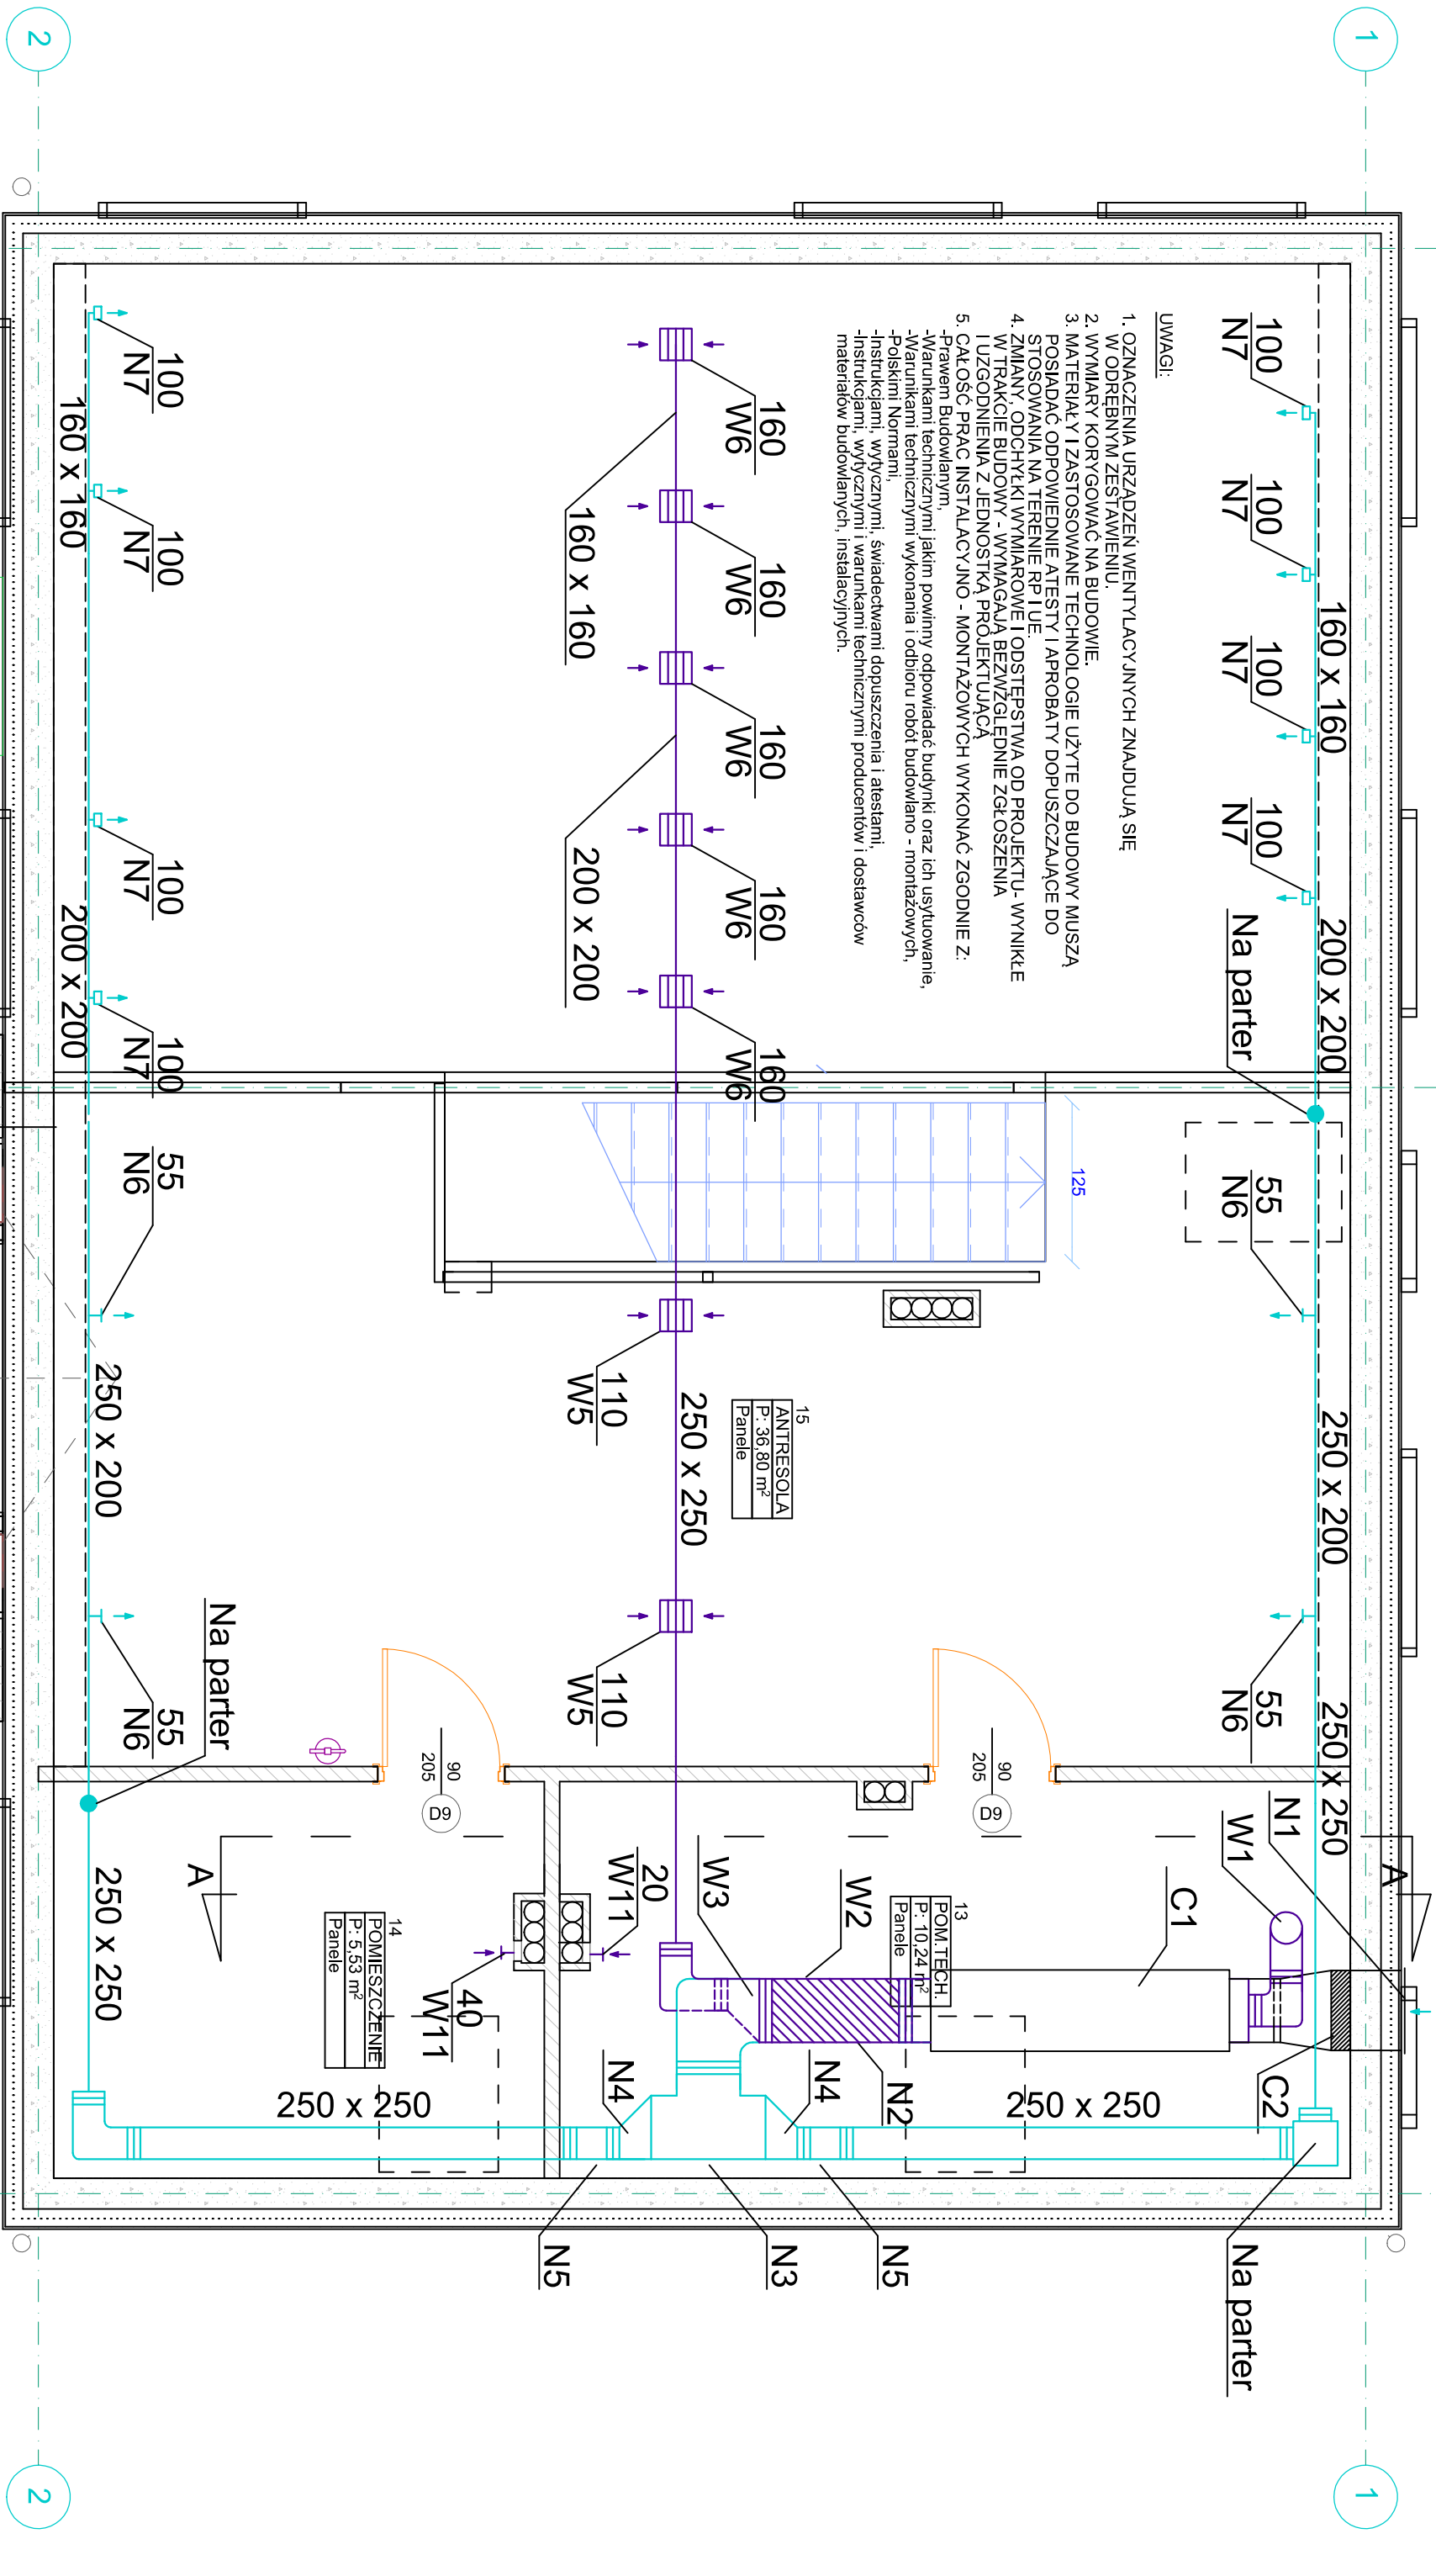 2
1
UWAGI:
1. OZNACZENIA URZĄDZEŃ WENTYLACYJNYCH ZNAJDUJĄ SIĘ
W ODRĘBNYM ZESTAWIENIU.
2. WYMIARY KORYGOWAĆ NA BUDOWIE.
3. MATERIAŁY I ZASTOSOWANE TECHNOLOGIE UŻYTE DO BUDOWY MUSZĄ
POSIADAĆ ODPOWIEDNIE ATESTY I APROBATY DOPUSZCZAJĄCE DO
STOSOWANIA NA TERENIE RP I UE.
4. ZMIANY, ODCHYŁKI WYMIAROWE I ODSTĘPSTWA OD PROJEKTU- WYNIKŁE
W TRAKCIE BUDOWY - WYMAGAJĄ BEZWZGLĘDNIE ZGŁOSZENIA
I UZGODNIENIA Z JEDNOSTKĄ PROJEKTUJĄCĄ
5. CAŁOŚĆ PRAC INSTALACYJNO - MONTAŻOWYCH WYKONAĆ ZGODNIE Z:
-Prawem Budowlanym,
-Warunkami technicznymi jakim powinny odpowiadać budynki oraz ich usytuowanie,
-Warunikami technicznymi wykonania i odbioru robót budowlano - montażowych,
-Polskimi Normami,
-Instrukcjami, wytycznymi, świadectwami dopuszczenia i atestami,
-Instrukcjami, wytycznymi i warunkami technicznymi producentów i dostawców
materiałów budowlanych, instalacyjnych.
100
N7
100
N7
100
N7
100
N7
160 x 160
200 x 200
Na parter
55
N6
250 x 200
55
N6
250 x 250
N1
W1
A
C1
C2
Na parter
160
W6
160
W6
160
W6
160
W6
160
W6
160 x 160
200 x 200
125
110
W5
250 x 250
110
W5
15
ANTRESOLA
P: 36,80 m²
Panele
90
205
D9
90
205
D9
13
POM.TECH.
P: 10,24 m²
Panele
W2
W3
20
W11
40
W11
N2
N4
N4
250 x 250
250 x 250
N5
N3
N5
14
POMIESZCZENIE
P: 5,53 m²
Panele
A
100
N7
100
N7
100
N7
100
N7
160 x 160
200 x 200
55
N6
250 x 200
55
N6
Na parter
250 x 250
2
1